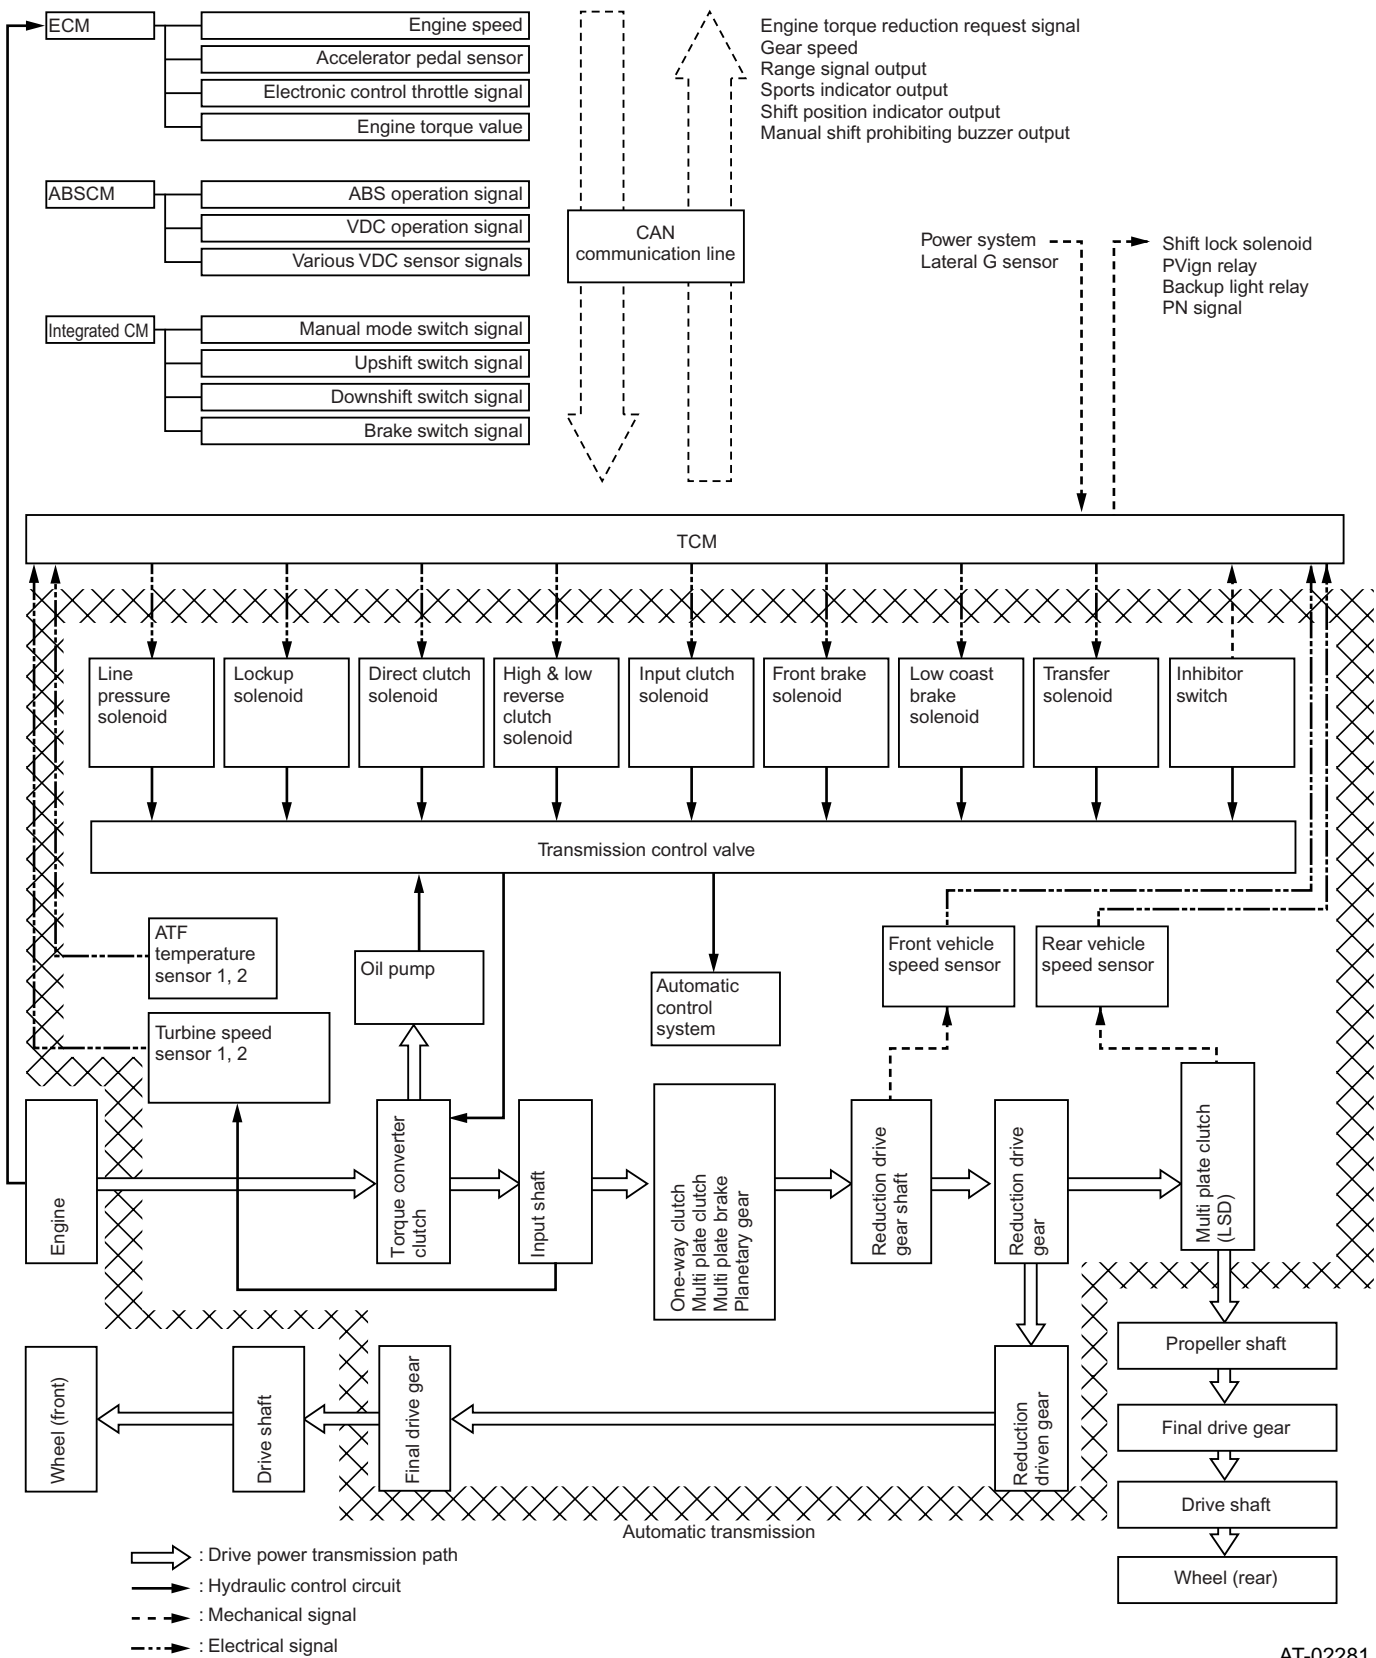 ECM
Engine speed
Accelerator pedal sensor
Electronic control throttle signal
Engine torque value
ABSCM
ABS operation signal
VDC operation signal
Various VDC sensor signals
Integrated CM
Manual mode switch signal
Upshift switch signal
Downshift switch signal
Brake switch signal
CAN
communication line
Engine torque reduction request signal
Gear speed
Range signal output
Sports indicator output
Shift position indicator output
Manual shift prohibiting buzzer output
Power system
Lateral G sensor
Shift lock solenoid
PVign relay
Backup light relay
PN signal
TCM
Line
pressure
solenoid
Lockup
solenoid
Direct clutch
solenoid
High & low
reverse
clutch
solenoid
Input clutch
solenoid
Front brake
solenoid
Low coast
brake
solenoid
Transfer
solenoid
Inhibitor
switch
Transmission control valve
ATF
temperature
sensor 1, 2
Oil pump
Automatic
control
system
Front vehicle
speed sensor
Rear vehicle
speed sensor
Turbine speed
sensor 1, 2
Engine
Torque converter
clutch
Input shaft
One-way clutch
Multi plate clutch
Multi plate brake
Planetary gear
Reduction drive
gear shaft
Reduction drive
gear
Multi plate clutch
(LSD)
Wheel (front)
Drive shaft
Final drive gear
Reduction
driven gear
Propeller shaft
Final drive gear
Drive shaft
Wheel (rear)
Automatic transmission
: Drive power transmission path
: Hydraulic control circuit
: Mechanical signal
: Electrical signal
AT-02281